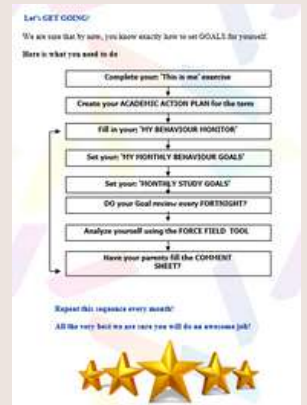 Let's GET GOING!
We are sure that by now, you know exactly how to set GOALS for yourself.
Here is what you need to do
Complete your: 'This is me' exercise
Create your ACADEMIC ACTION PLAN for the term
Fill in your: 'MY BEHAVIOUR MONITOR'
Set your: 'MY MONTHLY BEHAVIOUR GOALS'
Set your: 'MONTHLY STUDY GOALS'
DO your Goal review every FORTNIGHT?
Analyze yourself using the FORCE FIELD TOOL
Have your parents fill the COMMENT
SHEET?
Repeat this sequence every month!
All the very best we are sure you will do an awesome job!